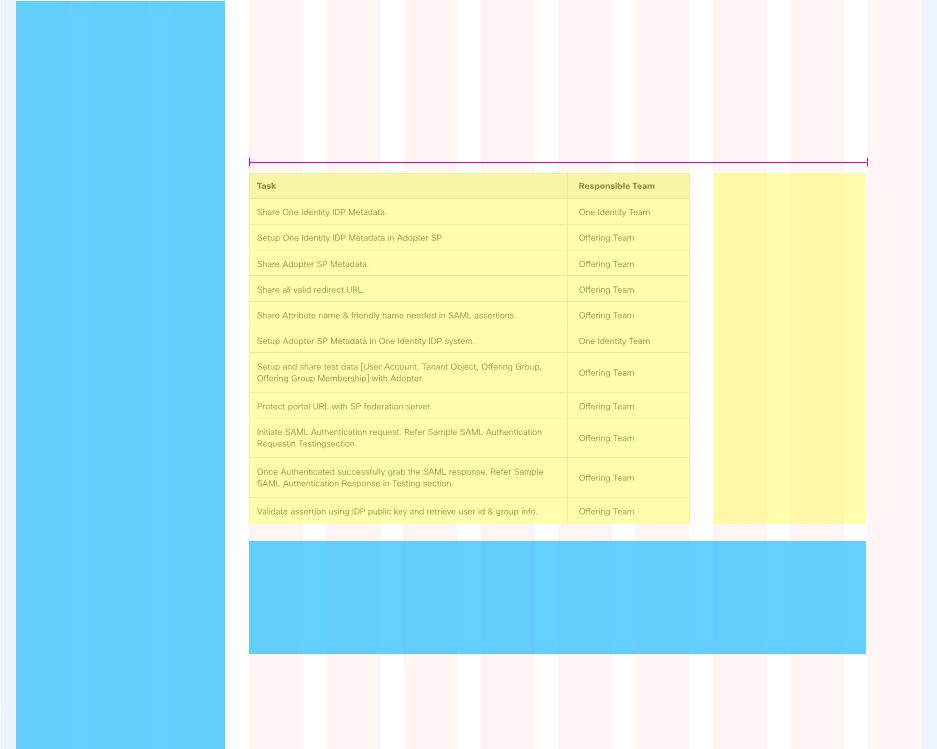 Task Responsible Team
Share One Identity IDP Metadata. One Identity Team
Setup One Identity IDP Metadata in Adopter SP Offering Team
Share Adopter SP Metadata. Offering Team
Share all valid redirect URL. Offering Team
Share Attribute name & friendly name needed in SAML assertions. Offering Team
Setup Adopter SP Metadata in One Identity IDP system. One Identity Team
Setup and share test data [User Account, Tenant Object, Offering Group,
Offering Group Membership] with Adopter. Offering Team
Protect portal URL with SP federation server. Offering Team
Initiate SAML Authentication request. Refer Sample SAML Authentication
Requestin Testingsection. Offering Team
Once Authenticated successfully grab the SAML response. Refer Sample
SAML Authentication Response in Testing section. Offering Team
Validate assertion using IDP public key and retrieve user id & group info. Offering Team